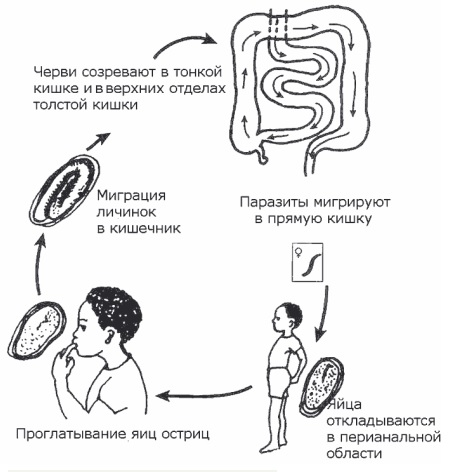 Черви созревают в тонкой
кишке и в верхних отделах
толстой кишки
Миграция
личинок
в кишечник
Паразиты мигрируют
в прямую кишку
♀
Яйца
откладываются
в перианальной
области
Проглатывание яиц остриц